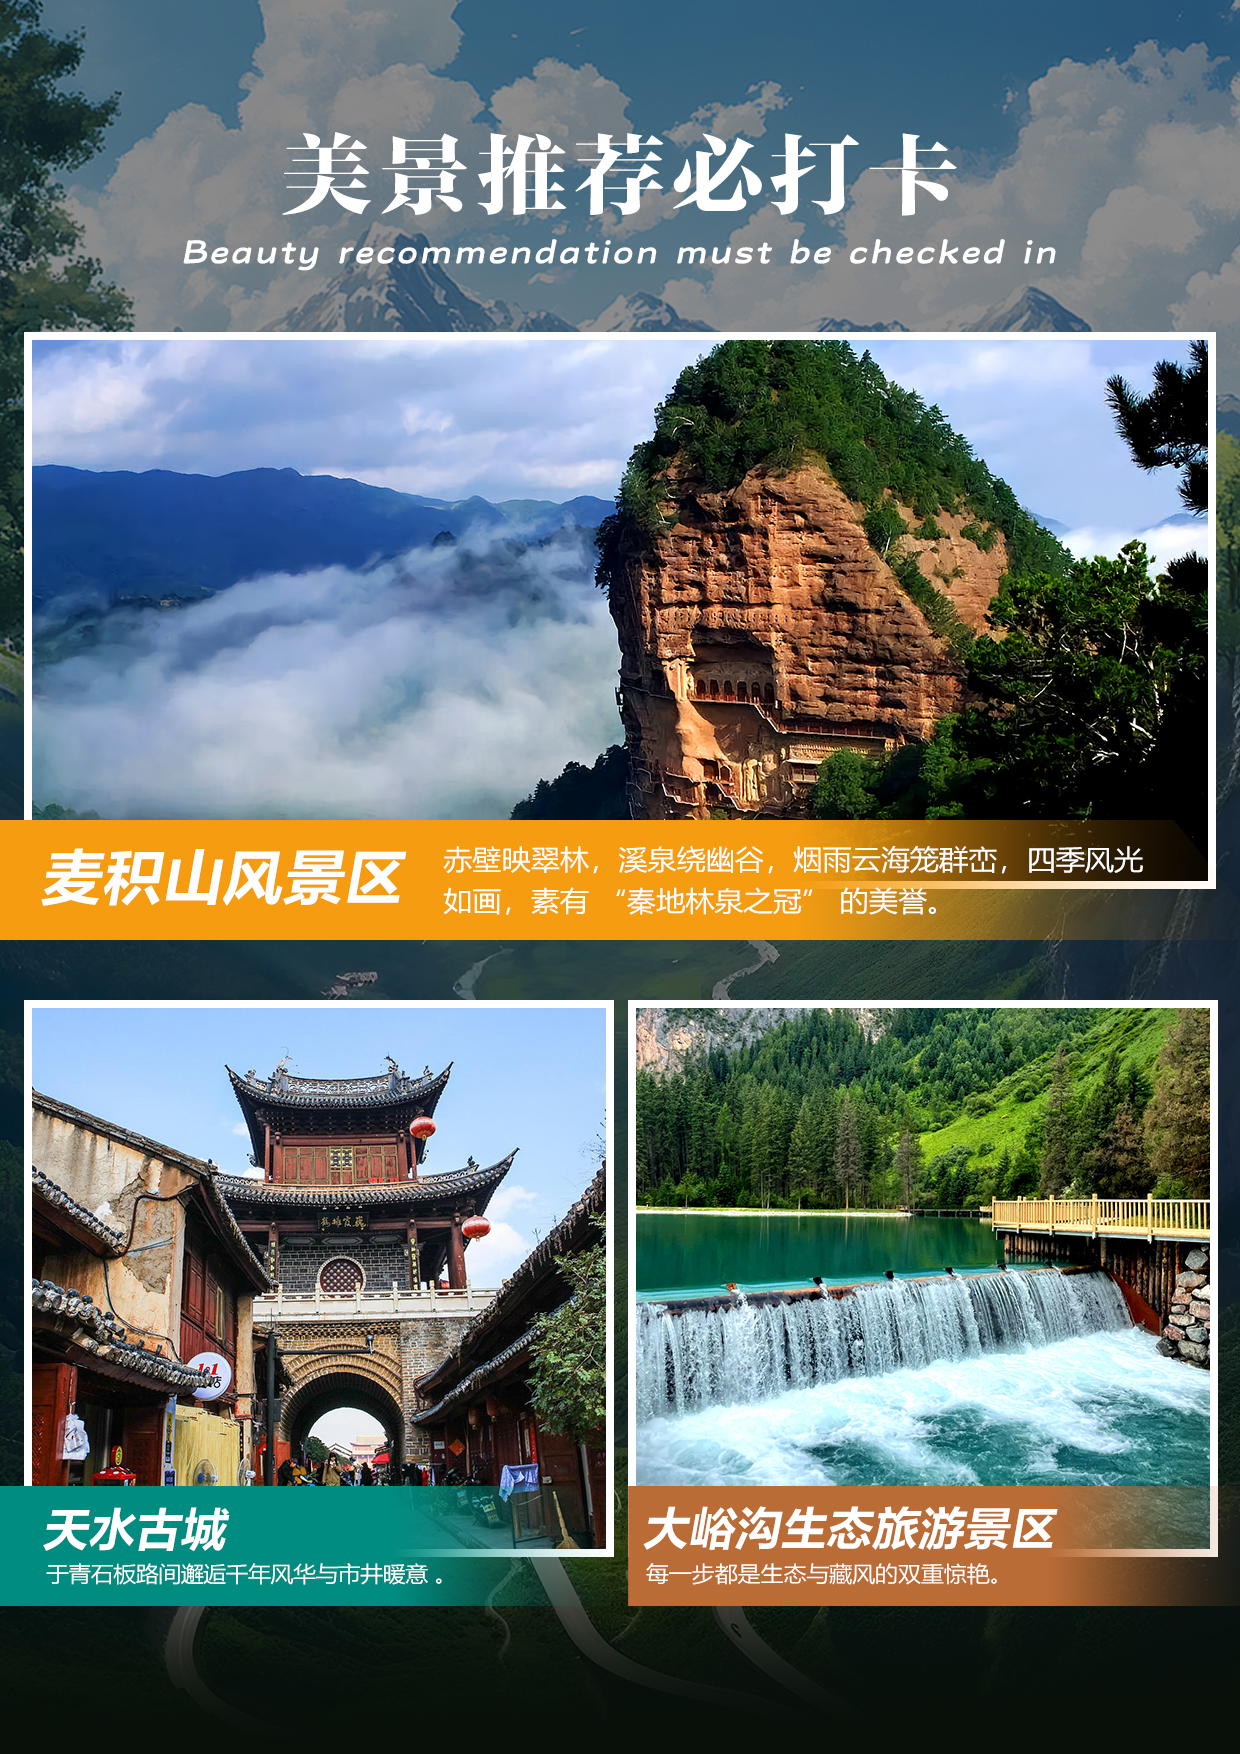 美景推荐必打卡
Beauty recommendation must be checked in
麦积山风景区
赤壁映翠林，溪泉绕幽谷，烟雨云海笼群峦，四季风光
如画，素有 “秦地林泉之冠” 的美誉。
天水古城
于青石板路间邂逅千年风华与市井暖意 。
大峪沟生态旅游景区
每一步都是生态与藏风的双重惊艳。